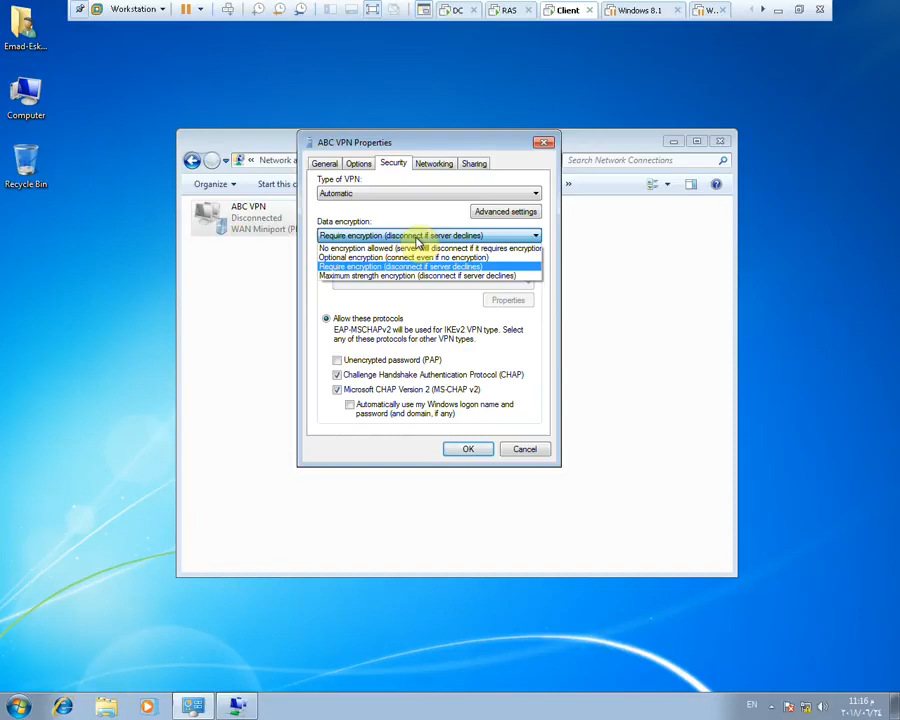 Workstation
DC
RAS
Client
Windows 8.1
W...
Emad-Esk...
Computer
Recycle Bin
Network a
Search Network Connections
Organize
Start this c
»
ABC VPN
Disconnected
WAN Miniport (
ABC VPN Properties
General
Options
Security
Networking
Sharing
Type of VPN:
Automatic
Advanced settings
Data encryption:
Require encryption (disconnect if server declines)
No encryption allowed (server will disconnect if it requires encryption
Optional encryption (connect even if no encryption)
Require encryption (disconnect if server declines)
Maximum strength encryption (disconnect if server declines)
Properties
Allow these protocols
EAP-MSCHAPv2 will be used for IKEv2 VPN type. Select
any of these protocols for other VPN types.
Unencrypted password (PAP)
Challenge Handshake Authentication Protocol (CHAP)
Microsoft CHAP Version 2 (MS-CHAP v2)
Automatically use my Windows logon name and
password (and domain, if any)
OK
Cancel
EN
11:16 م
٢٠١٨/٠٦/٢٤